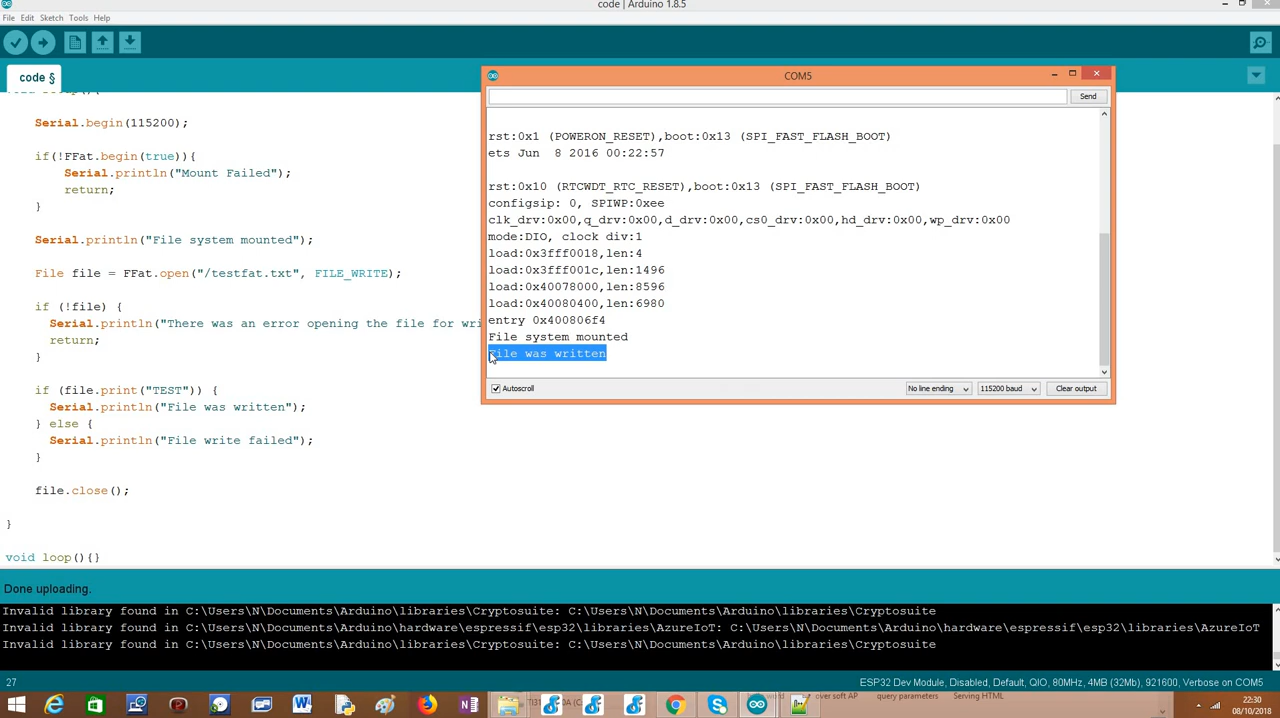 code | Arduino 1.8.5
File Edit Sketch Tools Help
code §
Serial.begin(115200);
if(!FFat.begin(true)){
Serial.println("Mount Failed");
return;
}
Serial.println("File system mounted");
File file = FFat.open("/testfat.txt", FILE_WRITE);
if (!file) {
Serial.println("There was an error opening the file for wri
return;
}
if (file.print("TEST")) {
Serial.println("File was written");
} else {
Serial.println("File write failed");
}
file.close();
}
void loop(){}
COM5
Send
rst:0x1 (POWERON_RESET),boot:0x13 (SPI_FAST_FLASH_BOOT)
ets Jun  8 2016 00:22:57
rst:0x10 (RTCWDT_RTC_RESET),boot:0x13 (SPI_FAST_FLASH_BOOT)
configsip: 0, SPIWP:0xee
clk_drv:0x00,q_drv:0x00,d_drv:0x00,cs0_drv:0x00,hd_drv:0x00,wp_drv:0x00
mode:DIO, clock div:1
load:0x3fff0018,len:4
load:0x3fff001c,len:1496
load:0x40078000,len:8596
load:0x40080400,len:6980
entry 0x400806f4
File system mounted
File was written
Autoscroll No line ending 115200 baud Clear output
Done uploading.
Invalid library found in C:\Users\N\Documents\Arduino\libraries\Cryptosuite: C:\Users\N\Documents\Arduino\libraries\Cryptosuite
Invalid library found in C:\Users\N\Documents\Arduino\hardware\espressif\esp32\libraries\AzureIoT: C:\Users\N\Documents\Arduino\hardware\espressif\esp32\libraries\AzureIoT
Invalid library found in C:\Users\N\Documents\Arduino\libraries\Cryptosuite: C:\Users\N\Documents\Arduino\libraries\Cryptosuite
27 ESP32 Dev Module, Disabled, Default, QIO, 80MHz, 4MB (32Mb), 921600, Verbose on COM5
over soft AP query parameters Serving HTML
22:30
08/10/2018